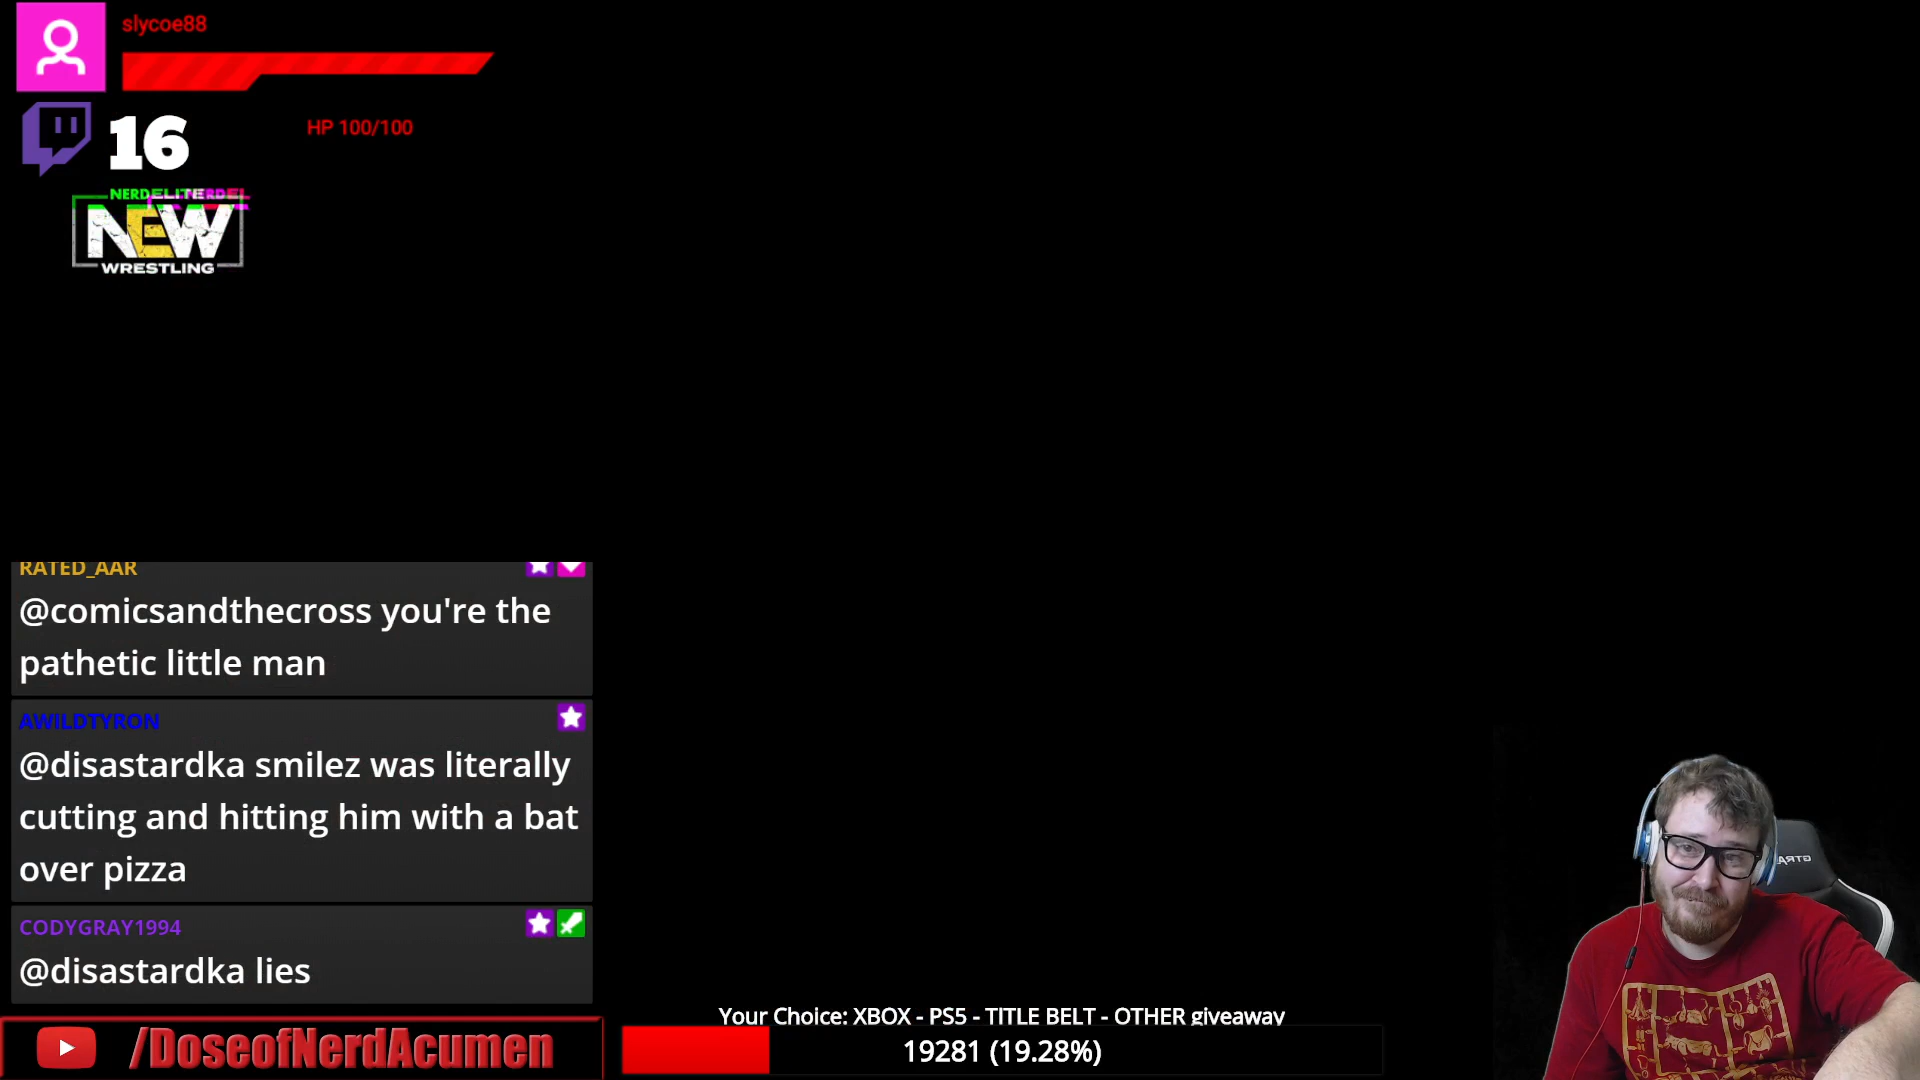 slycoe88
16
HP 100/100
NERDELITE
NEW
WRESTLING
RATED_AAR
@comicsandthecross you're the
pathetic little man
AWILDTYRON
@disastardka smilez was literally
cutting and hitting him with a bat
over pizza
CODYGRAY1994
@disastardka lies
/DoseofNerdAcumen
Your Choice: XBOX - PS5 - TITLE BELT - OTHER giveaway
19281 (19.28%)